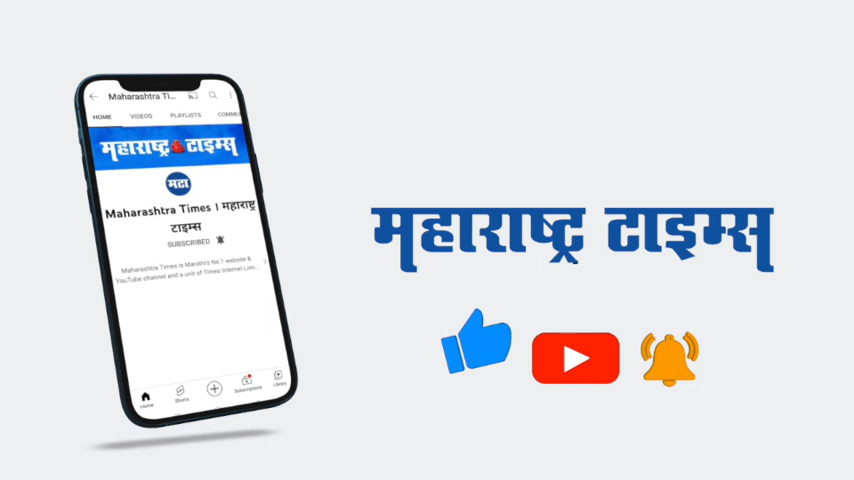 Maharashtra Ti...
HOME VIDEOS PLAYLISTS COMMU
महाराष्ट्र टाइम्स
मटा
Maharashtra Times । महाराष्ट्र
टाइम्स
SUBSCRIBED
Maharashtra Times is Marathi's No.1 website &
YouTube channel and a unit of Times Internet Limi...
Home Shorts Subscriptions Library
महाराष्ट्र टाइम्स